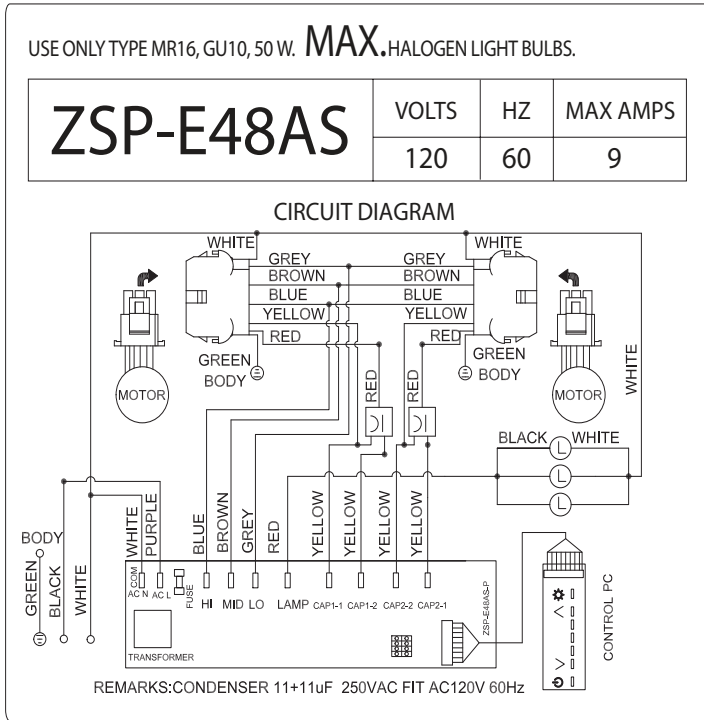 USE ONLY TYPE MR16, GU10, 50 W. MAX. HALOGEN LIGHT BULBS.
ZSP-E48AS
VOLTS HZ MAX AMPS
120 60 9
CIRCUIT DIAGRAM
WHITE
GREY
BROWN
BLUE
YELLOW
RED
GREEN
BODY
MOTOR
WHITE
GREY
BROWN
BLUE
YELLOW
RED
GREEN
BODY
MOTOR
WHITE
RED
RED
BLACK
WHITE
L
L
L
WHITE
PURPLE
BLUE
BROWN
GREY
RED
YELLOW
YELLOW
YELLOW
YELLOW
BODY
GREEN
BLACK
WHITE
COM
AC N
AC L
FUSE
HI
MID
LO
LAMP
CAP1-1
CAP1-2
CAP2-2
CAP2-1
ZSP-E48AS-P
TRANSFORMER
CONTROL PC
REMARKS:CONDENSER 11+11uF 250VAC FIT AC120V 60Hz